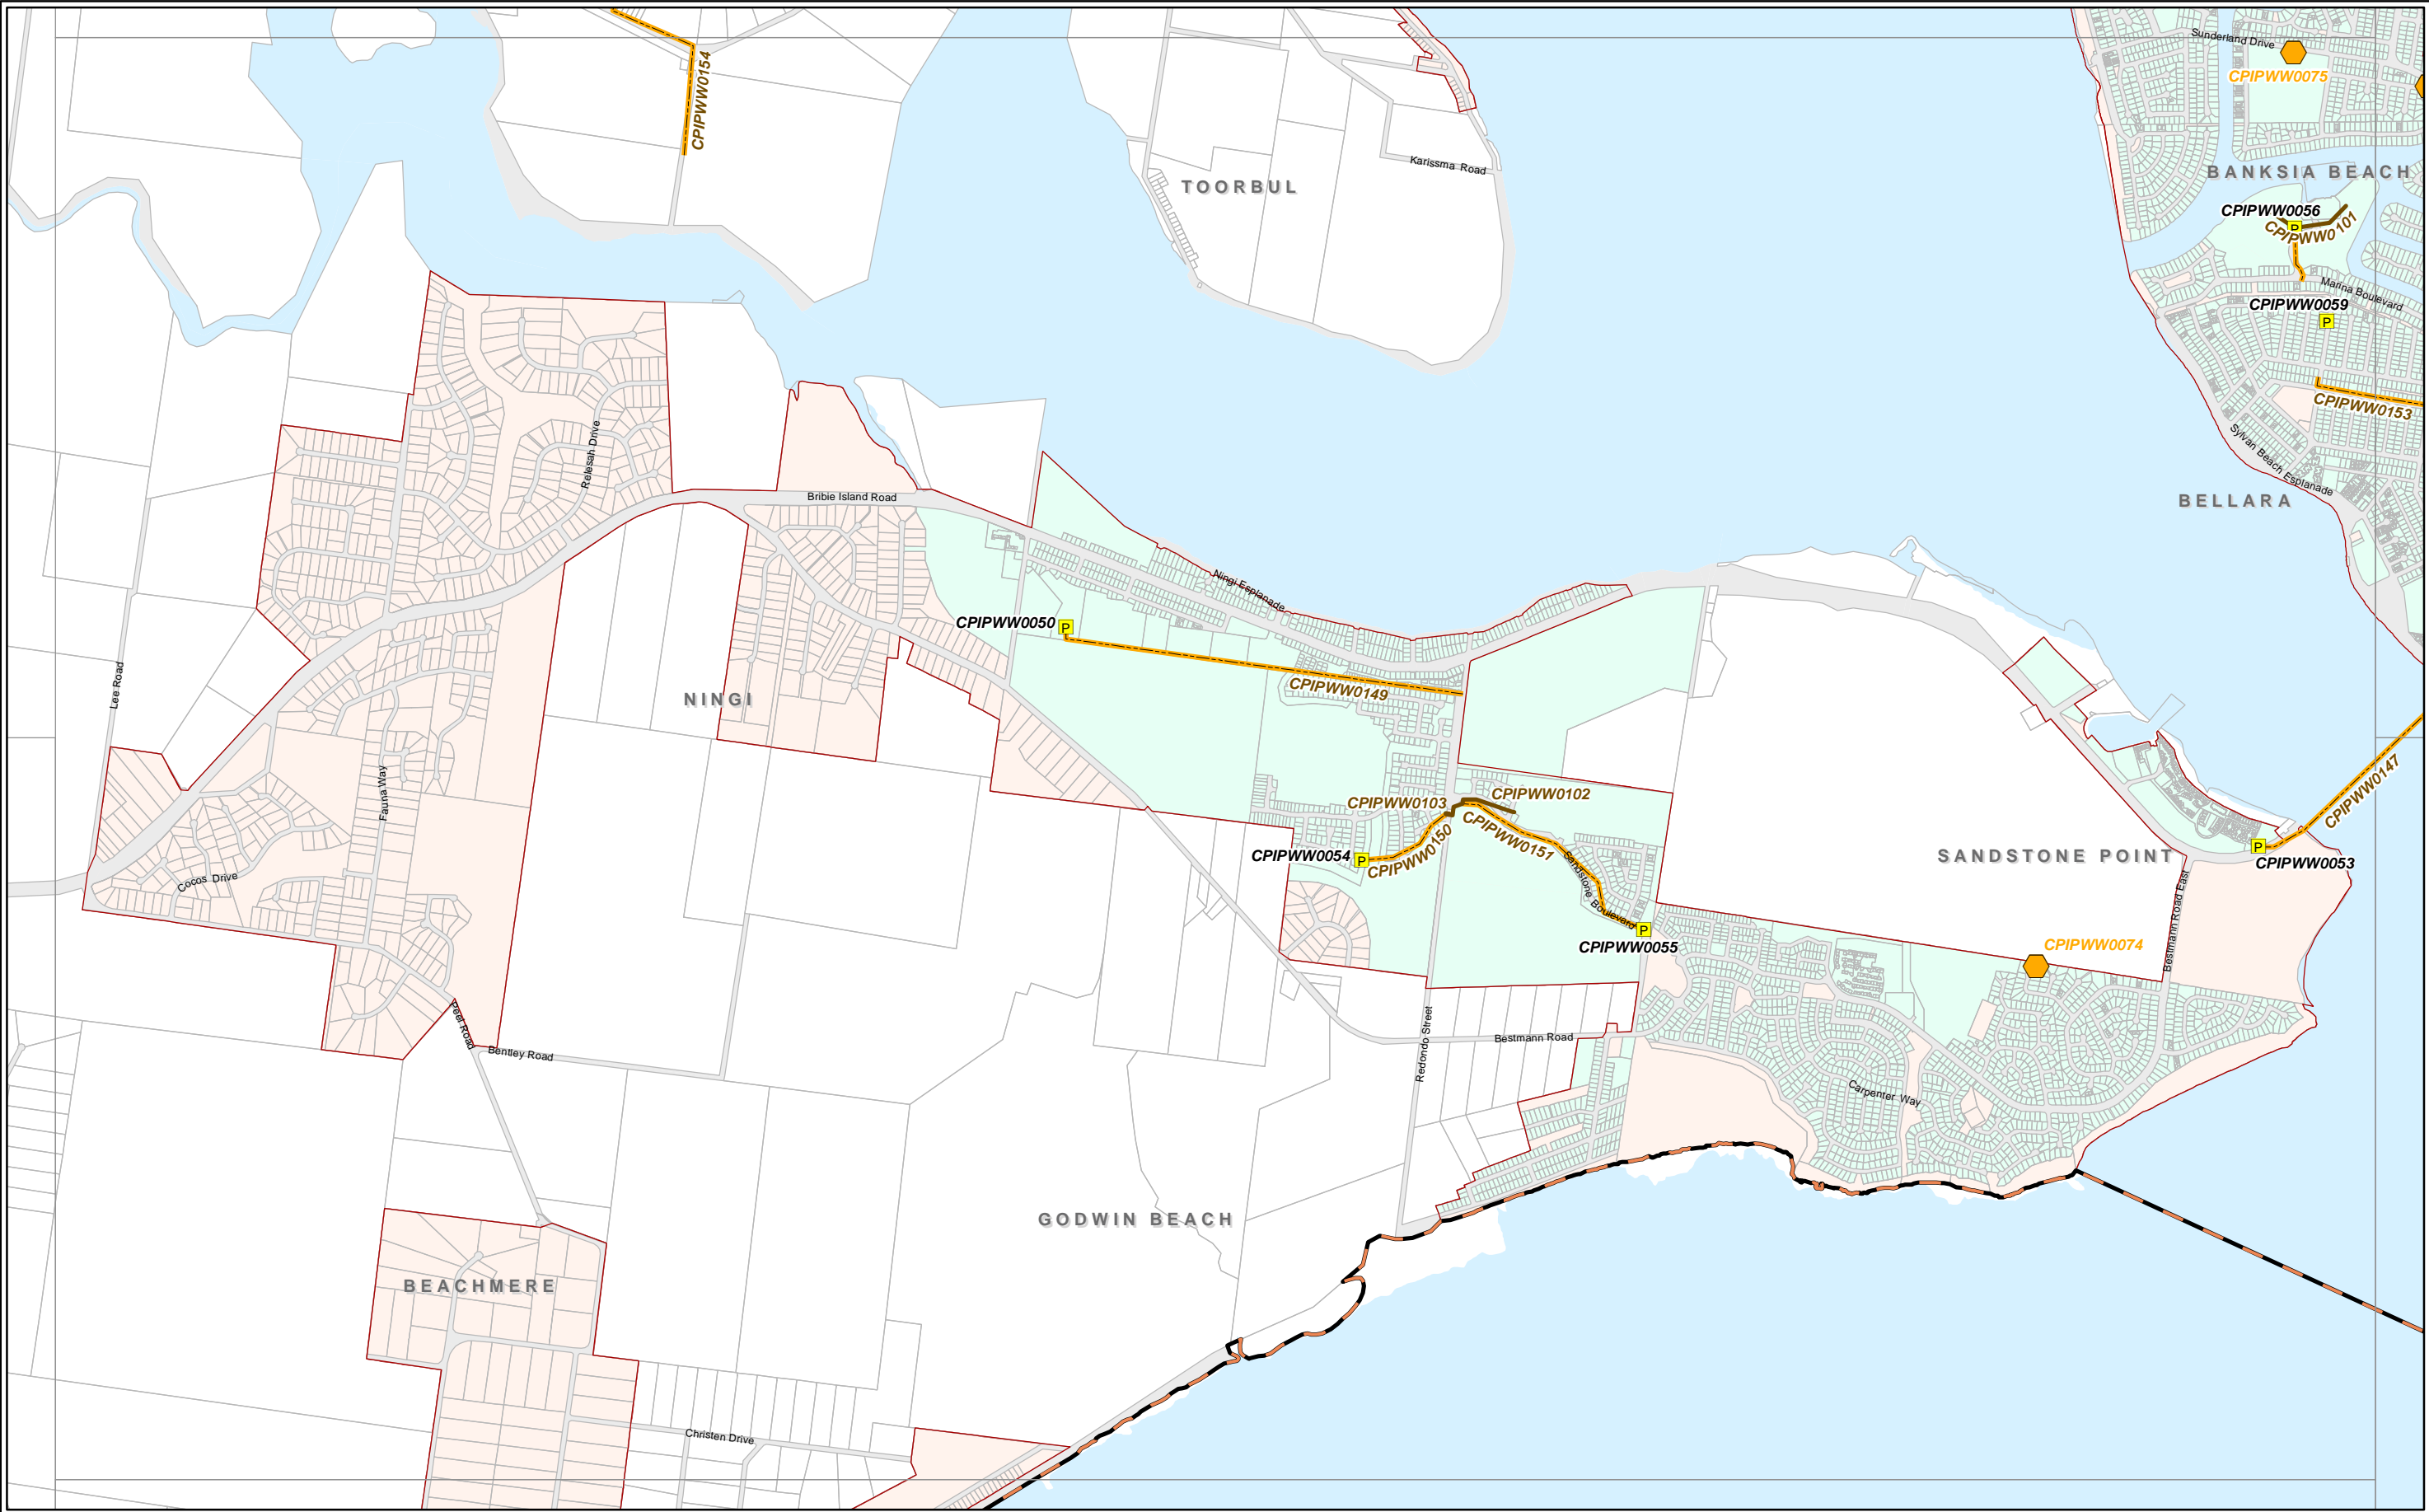 Sunderland Drive
CPIPWW0154
CPIPWW0075
Karissma Road
BANKSIA BEACH
TOORBUL
CPIPWW0056
P
CPIPWW0101
Marina Boulevard
CPIPWW0059
P
CPIPWW0153
Relesah Drive
Sylvan Beach Esplanade
Bribie Island Road
BELLARA
Ningi Esplanade
CPIPWW0050
P
Lee Road
NINGI
CPIPWW0149
Fauna Way
CPIPWW0147
CPIPWW0103
CPIPWW0102
CPIPWW0151
CPIPWW0150
CPIPWW0054
P
SANDSTONE POINT
P
CPIPWW0053
Cocos Drive
Sandstone Boulevard
P
CPIPWW0055
Bestmann Road East
CPIPWW0074
Peel Road
Bentley Road
Redondo Street
Bestmann Road
Carpenter Way
GODWIN BEACH
BEACHMERE
Christen Drive